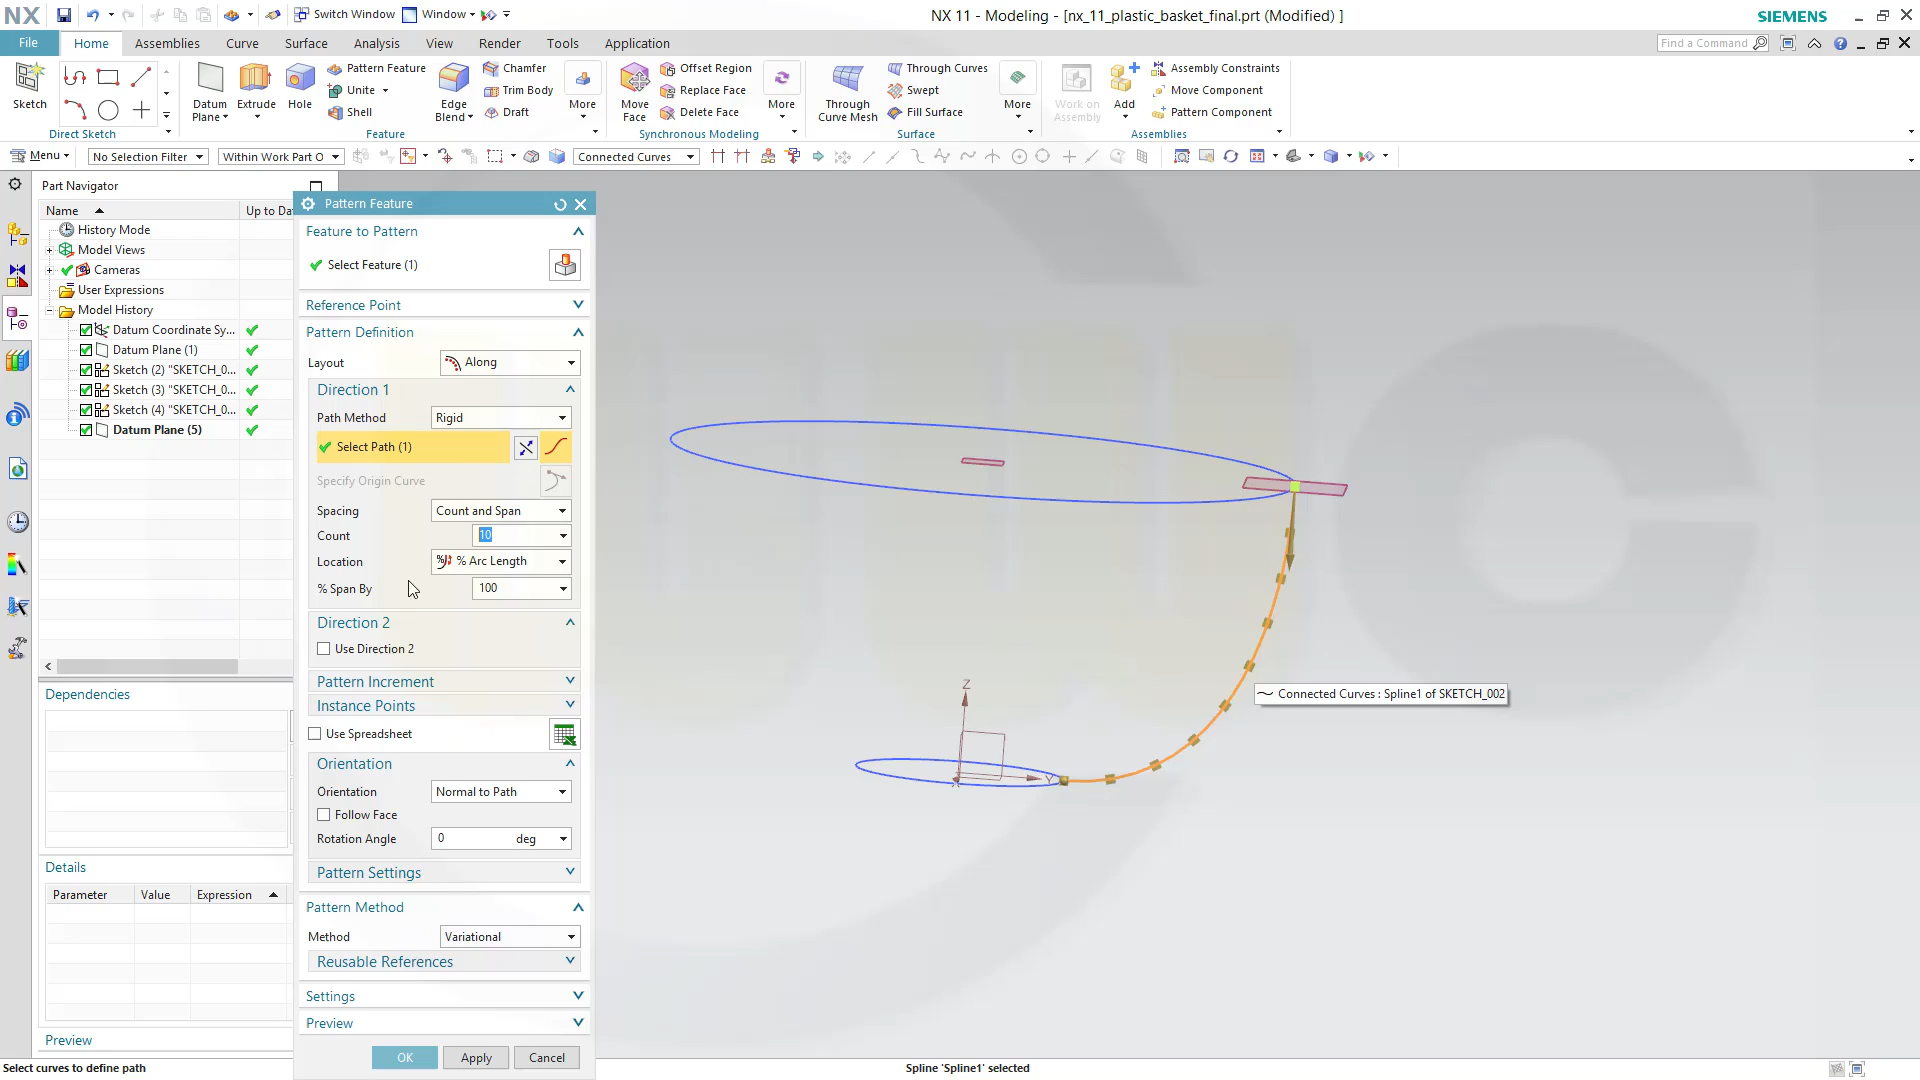 NX
Switch Window
Window
NX 11 - Modeling - [nx_11_plastic_basket_final.prt (Modified) ]
SIEMENS
File
Home
Assemblies
Curve
Surface
Analysis
View
Render
Tools
Application
Find a Command
Sketch
Direct Sketch
Datum Plane
Extrude
Hole
Pattern Feature
Unite
Shell
Edge Blend
Chamfer
Trim Body
Draft
More
Feature
Move Face
Offset Region
Replace Face
Delete Face
More
Synchronous Modeling
Through Curve Mesh
Through Curves
Swept
Fill Surface
More
Surface
Work on Assembly
Add
Assembly Constraints
Move Component
Pattern Component
Assemblies
Menu
No Selection Filter
Within Work Part O
Connected Curves
Part Navigator
Name
Up to Da
History Mode
Model Views
Cameras
User Expressions
Model History
Datum Coordinate Sy...
Datum Plane (1)
Sketch (2) "SKETCH_0...
Sketch (3) "SKETCH_0...
Sketch (4) "SKETCH_0...
Datum Plane (5)
Dependencies
Details
Parameter
Value
Expression
Preview
Pattern Feature
Feature to Pattern
Select Feature (1)
Reference Point
Pattern Definition
Layout
Along
Direction 1
Path Method
Rigid
Select Path (1)
Specify Origin Curve
Spacing
Count and Span
Count
10
Location
% Arc Length
% Span By
100
Direction 2
Use Direction 2
Pattern Increment
Instance Points
Use Spreadsheet
Orientation
Orientation
Normal to Path
Follow Face
Rotation Angle
0 deg
Pattern Settings
Pattern Method
Method
Variational
Reusable References
Settings
Preview
OK
Apply
Cancel
Z
Y
X
Connected Curves : Spline1 of SKETCH_002
Select curves to define path
Spline 'Spline1' selected